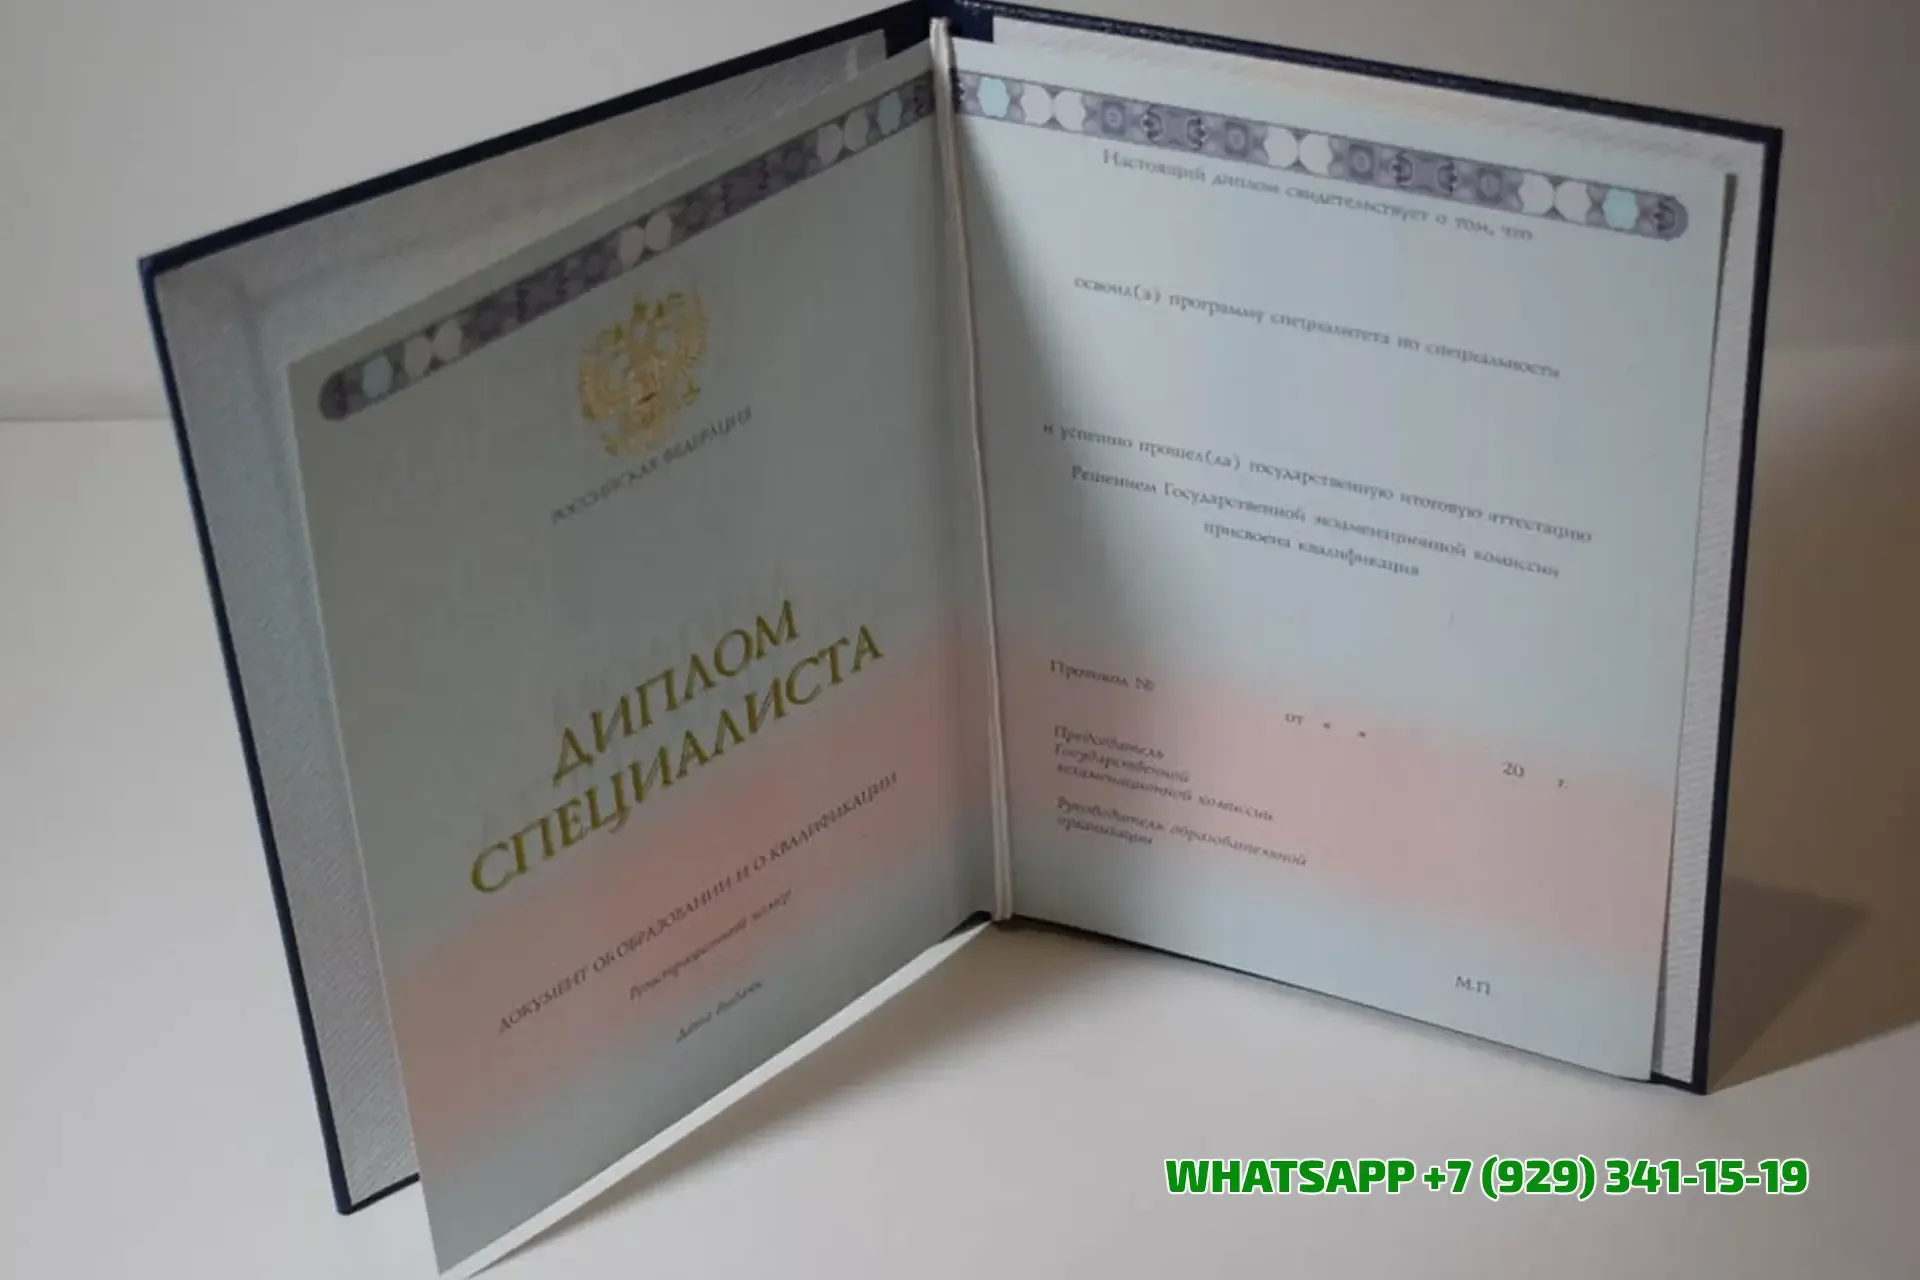 РОССИЙСКАЯ ФЕДЕРАЦИЯ
ДИПЛОМ
СПЕЦИАЛИСТА
ДОКУМЕНТ ОБ ОБРАЗОВАНИИ И О КВАЛИФИКАЦИИ
Регистрационный номер
Дата выдачи
Настоящий диплом свидетельствует о том, что
освоил(а) программу специалитета по специальности
и успешно прошел(ла) государственную итоговую аттестацию
Решением Государственной экзаменационной комиссии
присвоена квалификация
Протокол №
от « »
20 г.
Председатель
Государственной
экзаменационной комиссии
Руководитель образовательной
организации
М.П.
WHATSAPP +7 (929) 341-15-19